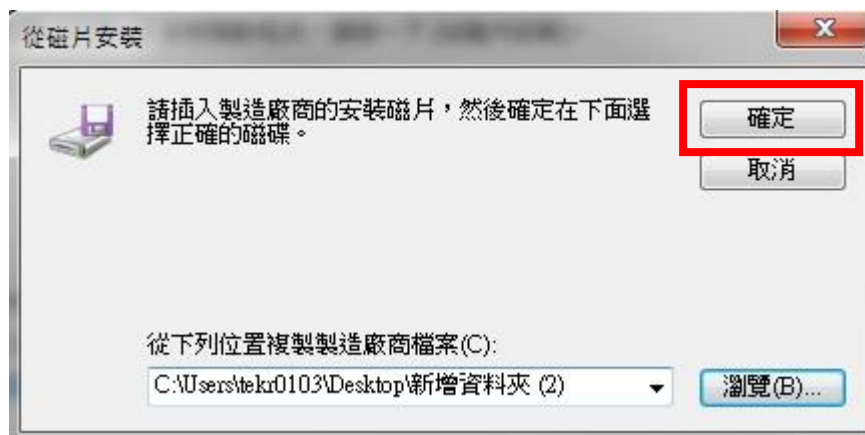 從磁片安裝
請插入製造廠商的安裝磁片，然後確定在下面選
擇正確的磁碟。
確定
取消
從下列位置複製製造廠商檔案(C):
C:\Users\tekr0103\Desktop\新增資料夾 (2)
瀏覽(B)...